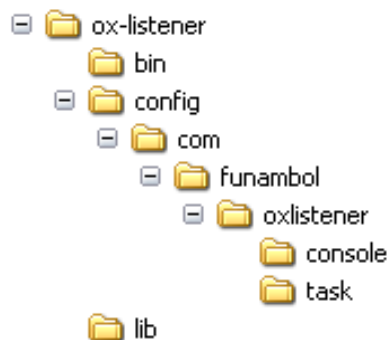 ox-listener
bin
config
com
funambol
oxlistener
console
task
lib